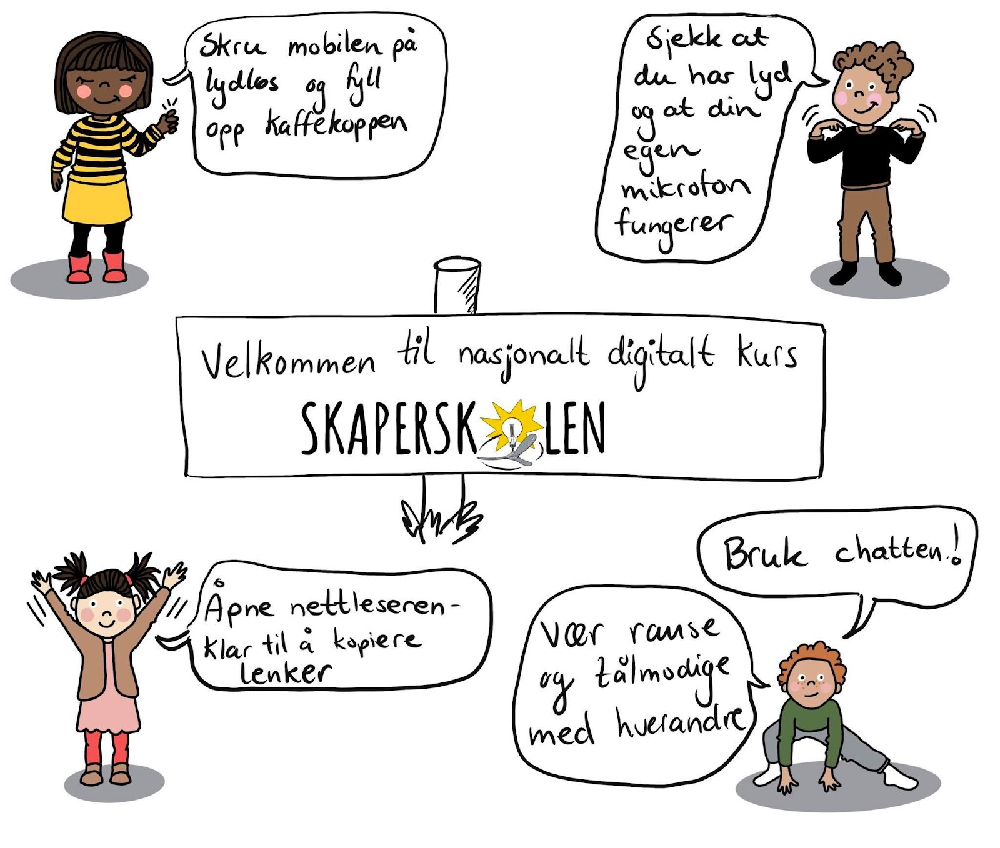 Skru mobilen på
lydløs og fyll
opp kaffekoppen
Sjekk at
du har lyd
og at din
egen
mikrofon
fungerer
Velkommen til nasjonalt digitalt kurs
SKAPERSKOLEN
Åpne nettleseren-
klar til å kopiere
lenker
Bruk chatten!
Vær rause
og tålmodige
med hverandre